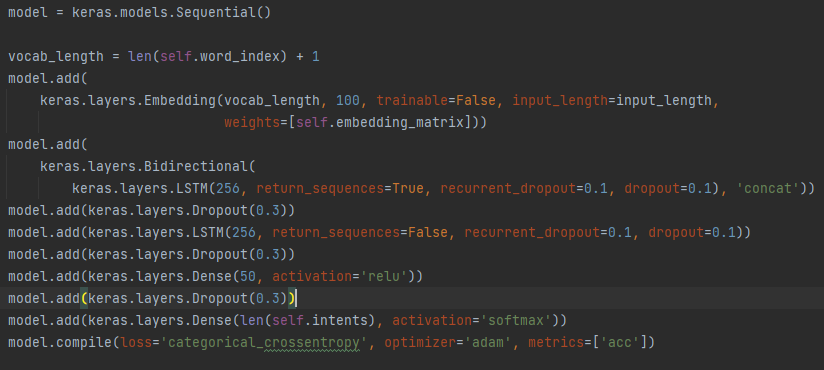 model = keras.models.Sequential()
vocab_length = len(self.word_index) + 1
model.add(
keras.layers.Embedding(vocab_length, 100, trainable=False, input_length=input_length,
weights=[self.embedding_matrix]))
model.add(
keras.layers.Bidirectional(
keras.layers.LSTM(256, return_sequences=True, recurrent_dropout=0.1, dropout=0.1), 'concat'))
model.add(keras.layers.Dropout(0.3))
model.add(keras.layers.LSTM(256, return_sequences=False, recurrent_dropout=0.1, dropout=0.1))
model.add(keras.layers.Dropout(0.3))
model.add(keras.layers.Dense(50, activation='relu'))
model.add(keras.layers.Dropout(0.3))
model.add(keras.layers.Dense(len(self.intents), activation='softmax'))
model.compile(loss='categorical_crossentropy', optimizer='adam', metrics=['acc'])